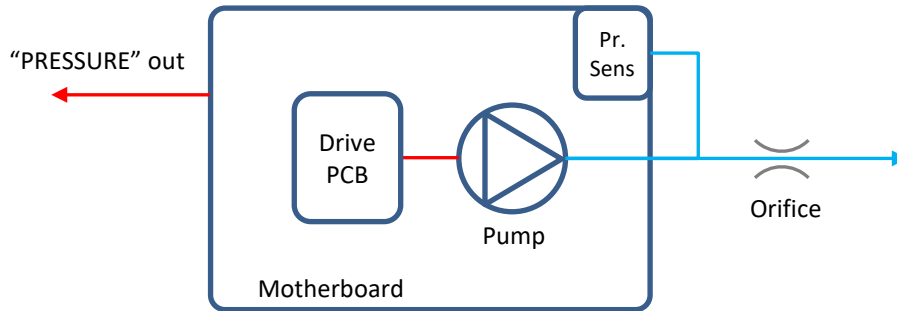 “PRESSURE” out
Pr.
Sens
Drive
PCB
Pump
Orifice
Motherboard